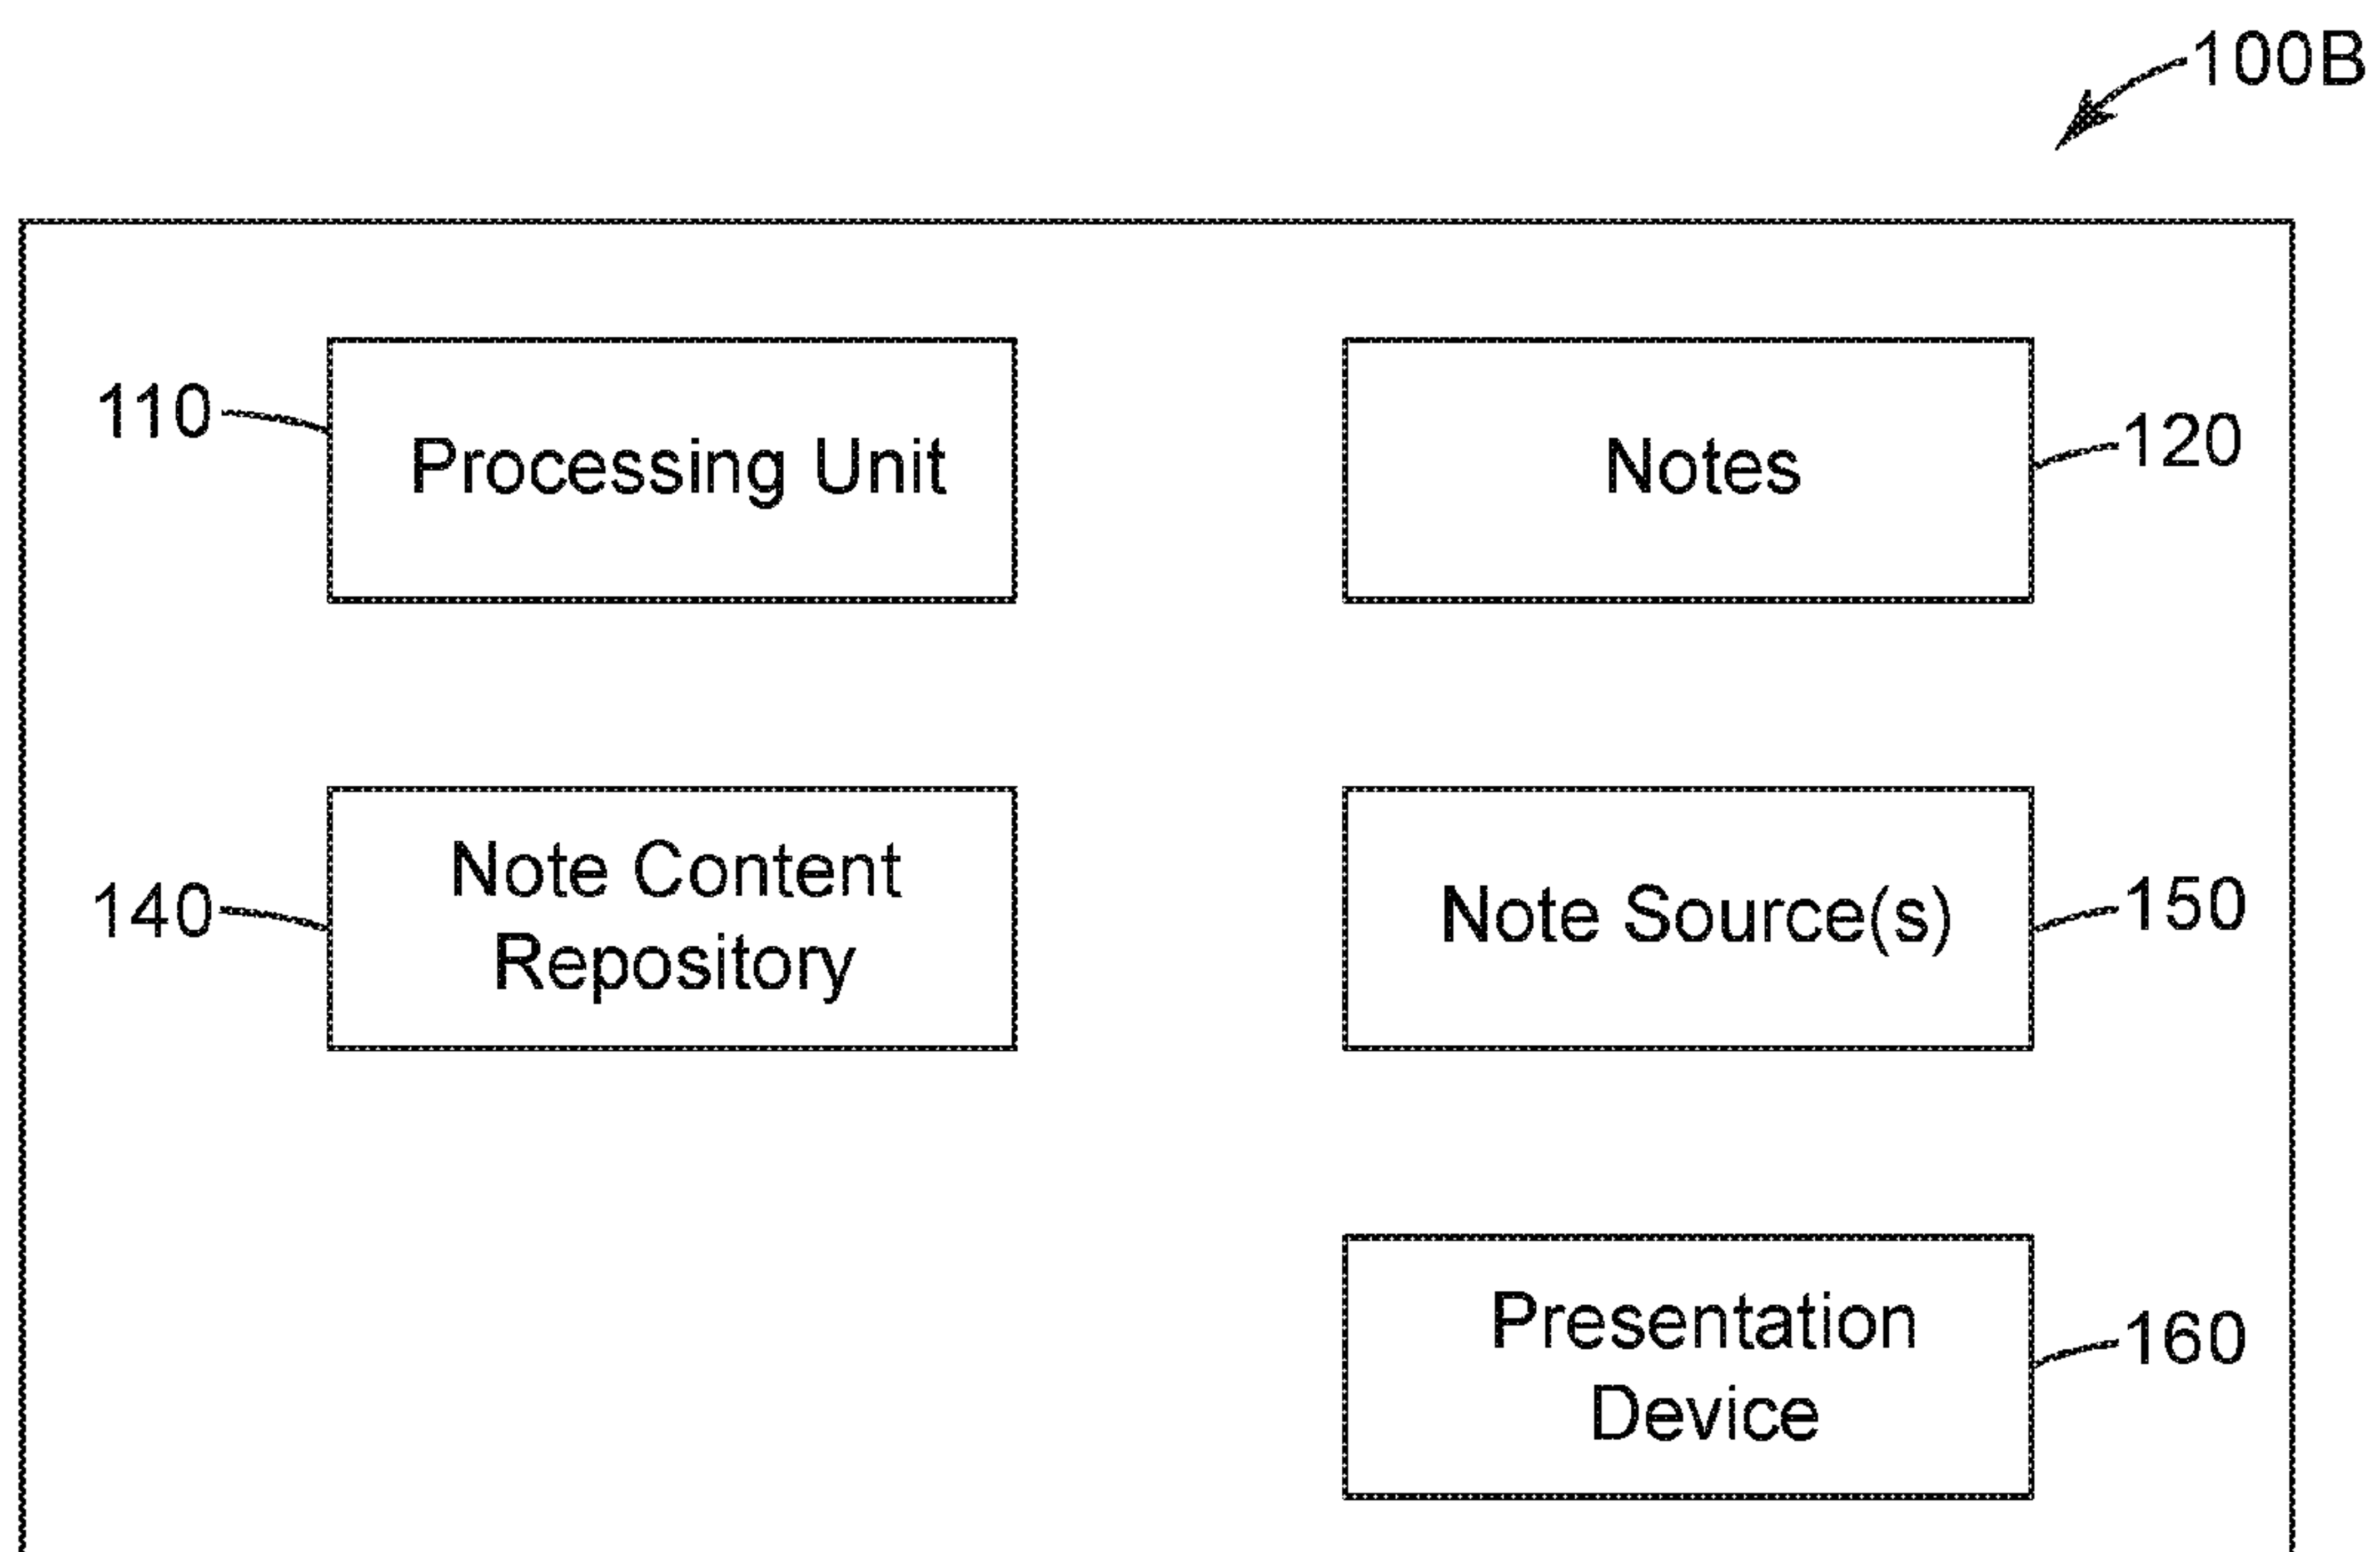 100B
110
Processing Unit
Notes
120
140
Note Content
Repository
Note Source(s)
150
Presentation
Device
160